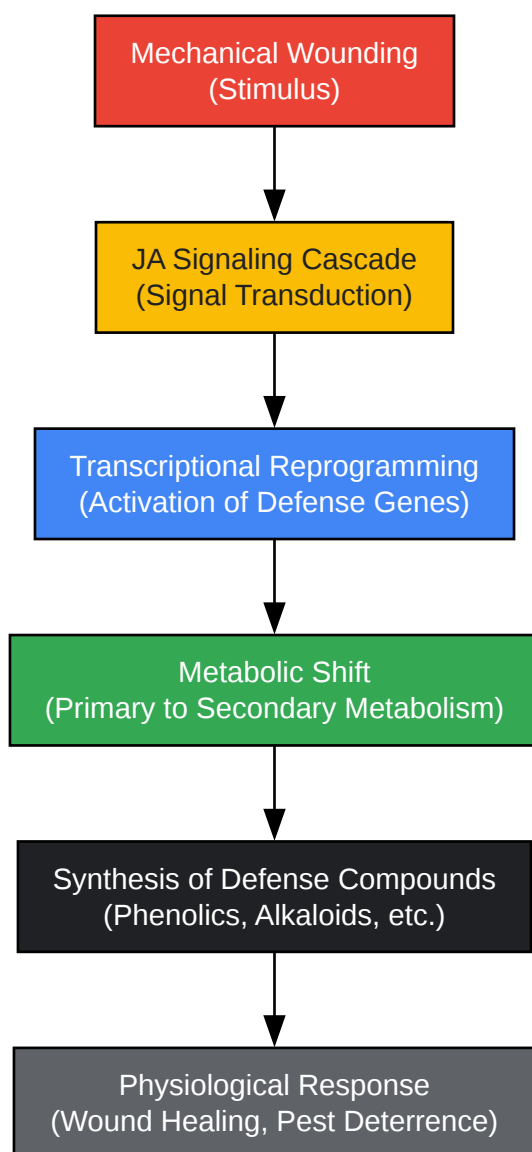 Mechanical Wounding
(Stimulus)
JA Signaling Cascade
(Signal Transduction)
Transcriptional Reprogramming
(Activation of Defense Genes)
Metabolic Shift
(Primary to Secondary Metabolism)
Synthesis of Defense Compounds
(Phenolics, Alkaloids, etc.)
Physiological Response
(Wound Healing, Pest Deterrence)